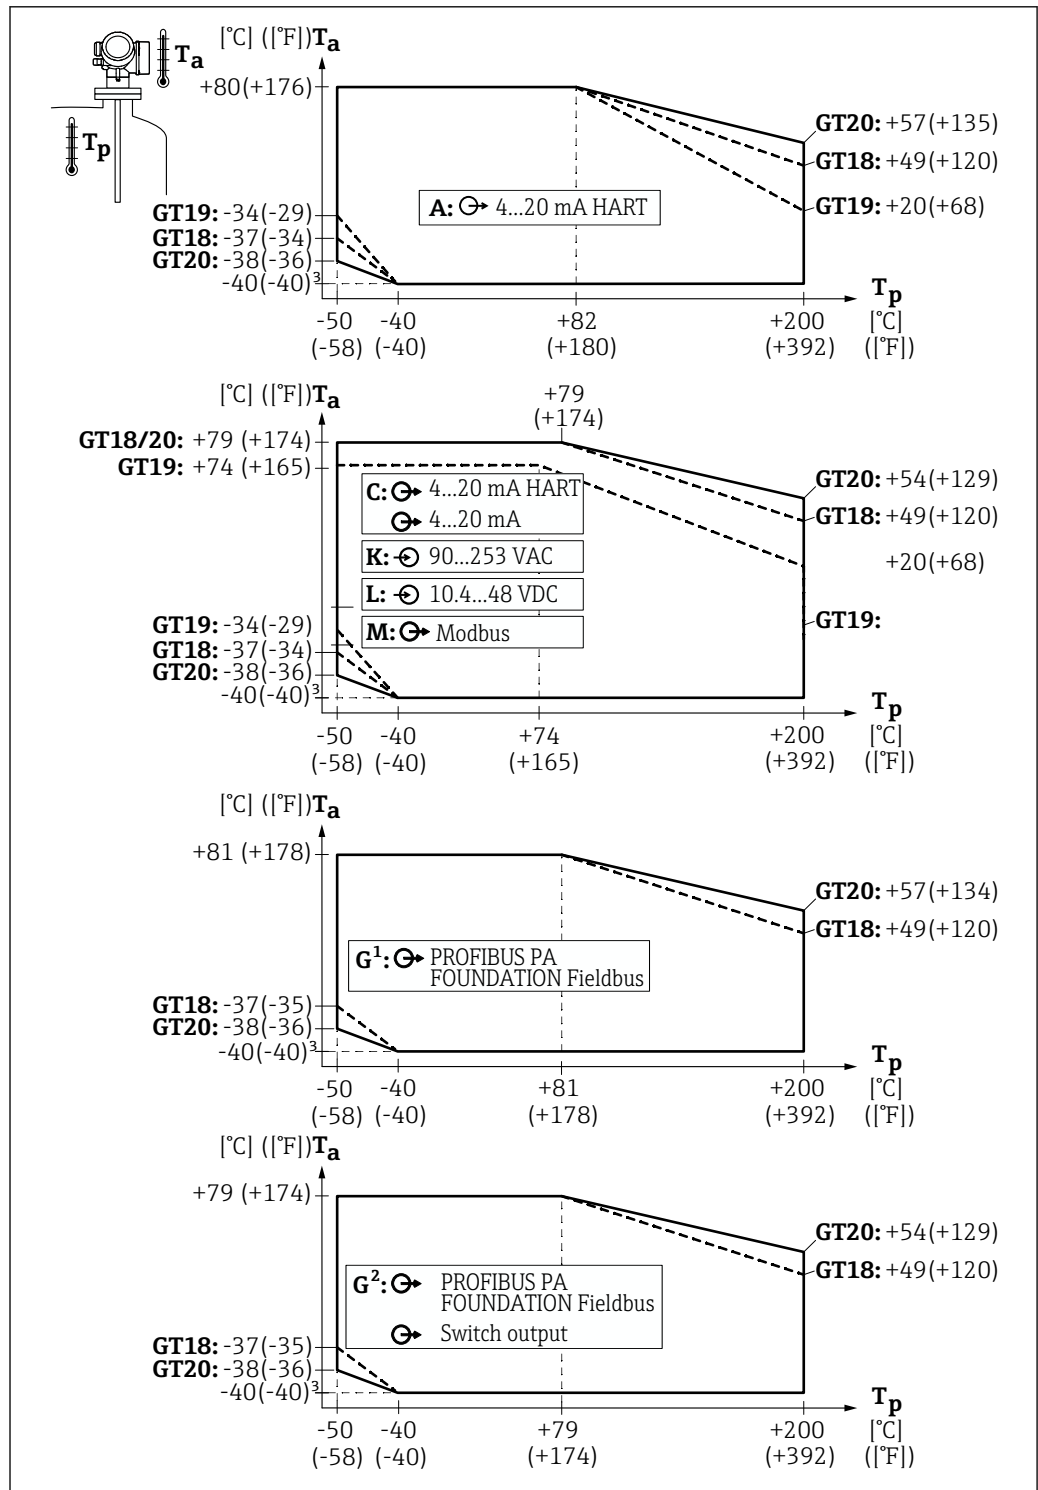 [°C] ([°F]) Ta
Ta
+80(+176)
Tp
GT20: +57(+135)
GT18: +49(+120)
GT19: +20(+68)
A: 4...20 mA HART
GT19: -34(-29)
GT18: -37(-34)
GT20: -38(-36)
-40(-40)³
Tp
-50 -40 +82 +200 [°C]
(-58) (-40) (+180) (+392) ([°F])
[°C] ([°F]) Ta
+79
(+174)
GT18/20: +79 (+174)
GT19: +74 (+165)
GT20: +54(+129)
GT18: +49(+120)
+20(+68)
GT19:
C: 4...20 mA HART
4...20 mA
K: 90...253 VAC
L: 10.4...48 VDC
M: Modbus
GT19: -34(-29)
GT18: -37(-34)
GT20: -38(-36)
-40(-40)³
Tp
-50 -40 +74 +200 [°C]
(-58) (-40) (+165) (+392) ([°F])
[°C] ([°F]) Ta
+81 (+178)
GT20: +57(+134)
GT18: +49(+120)
G¹: PROFIBUS PA
FOUNDATION Fieldbus
GT18: -37(-35)
GT20: -38(-36)
-40(-40)³
Tp
-50 -40 +81 +200 [°C]
(-58) (-40) (+178) (+392) ([°F])
[°C] ([°F]) Ta
+79 (+174)
GT20: +54(+129)
GT18: +49(+120)
G²: PROFIBUS PA
FOUNDATION Fieldbus
Switch output
GT18: -37(-35)
GT20: -38(-36)
-40(-40)³
Tp
-50 -40 +79 +200 [°C]
(-58) (-40) (+174) (+392) ([°F])